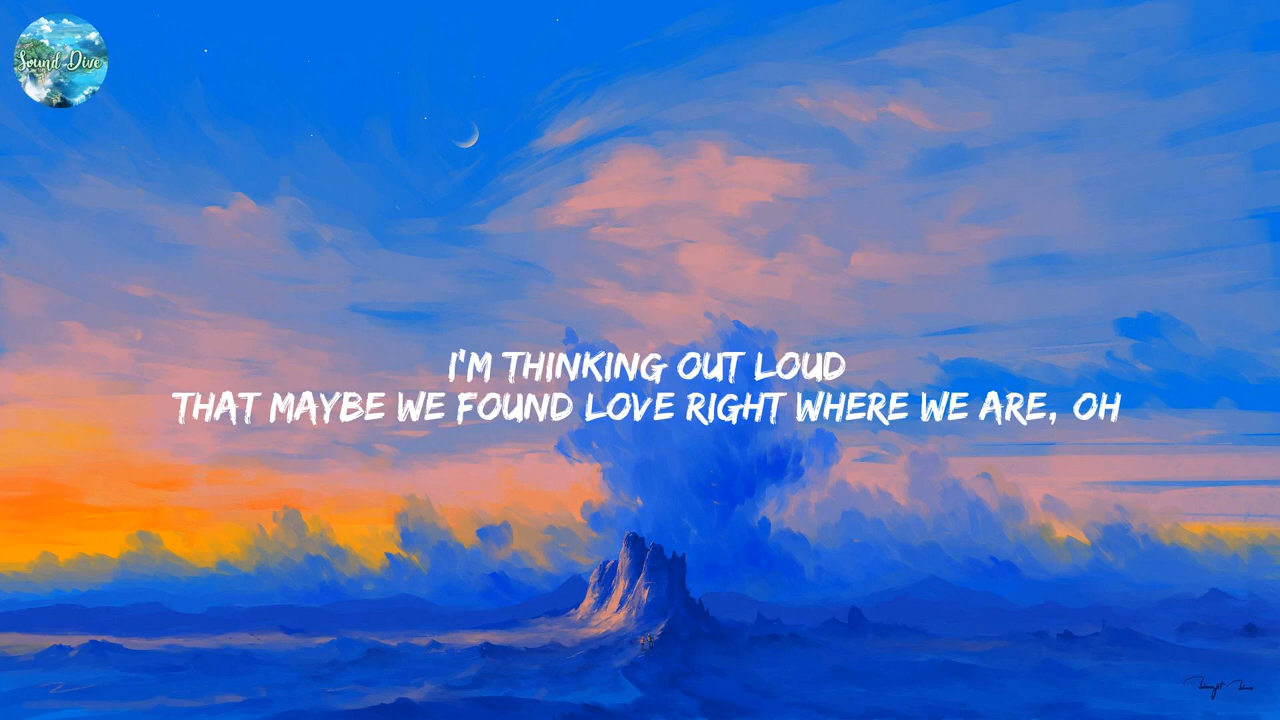 Sound Dive
I'M THINKING OUT LOUD
THAT MAYBE WE FOUND LOVE RIGHT WHERE WE ARE, OH